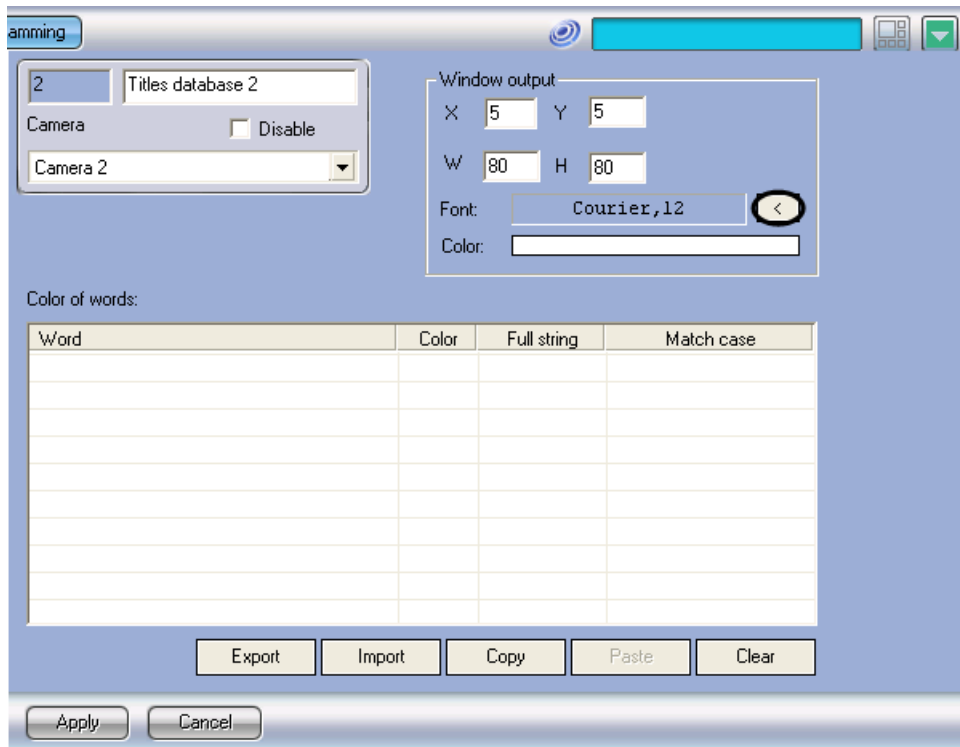 amming
2 Titles database 2
Camera Disable
Camera 2
Window output
X 5 Y 5
W 80 H 80
Font: Courier,12 <
Color:
Color of words:
Word Color Full string Match case
Export Import Copy Paste Clear
Apply Cancel